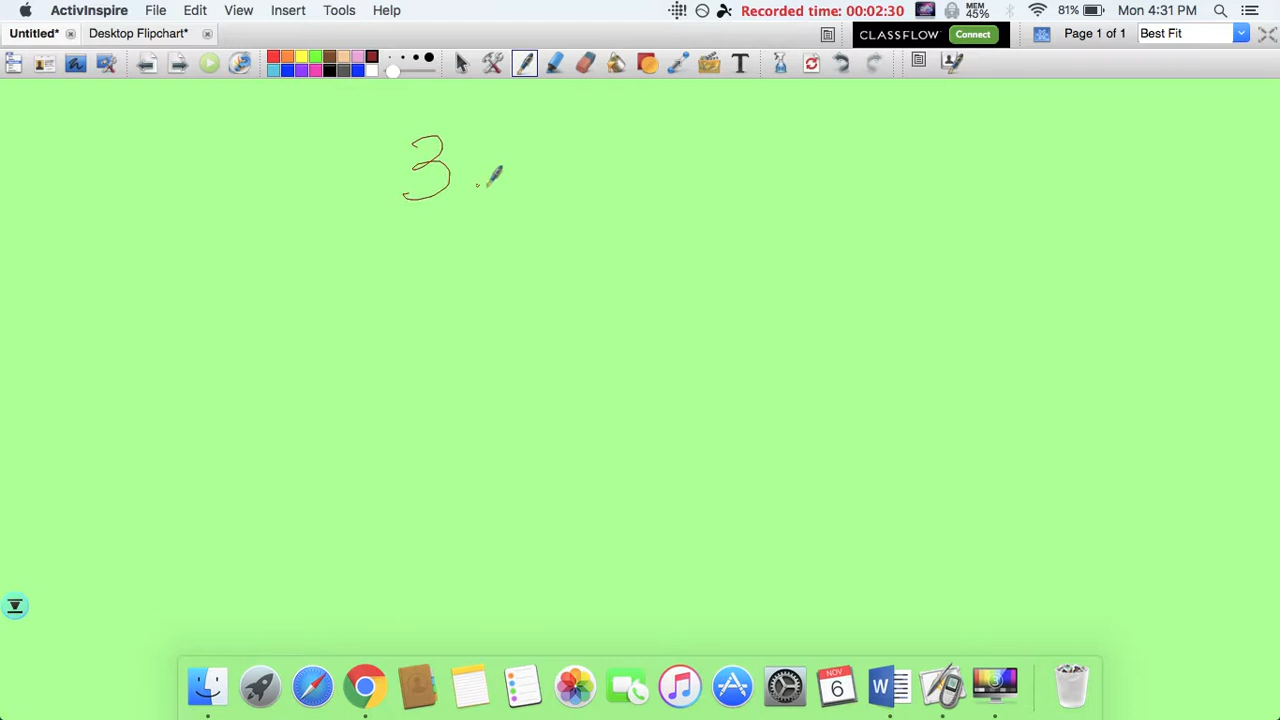 ActivInspire File Edit View Insert Tools Help Recorded time: 00:02:30 MEM 45% 81% Mon 4:31 PM
Untitled* Desktop Flipchart* CLASSFLOW Connect Page 1 of 1 Best Fit
T
3 .
NOV
6
W